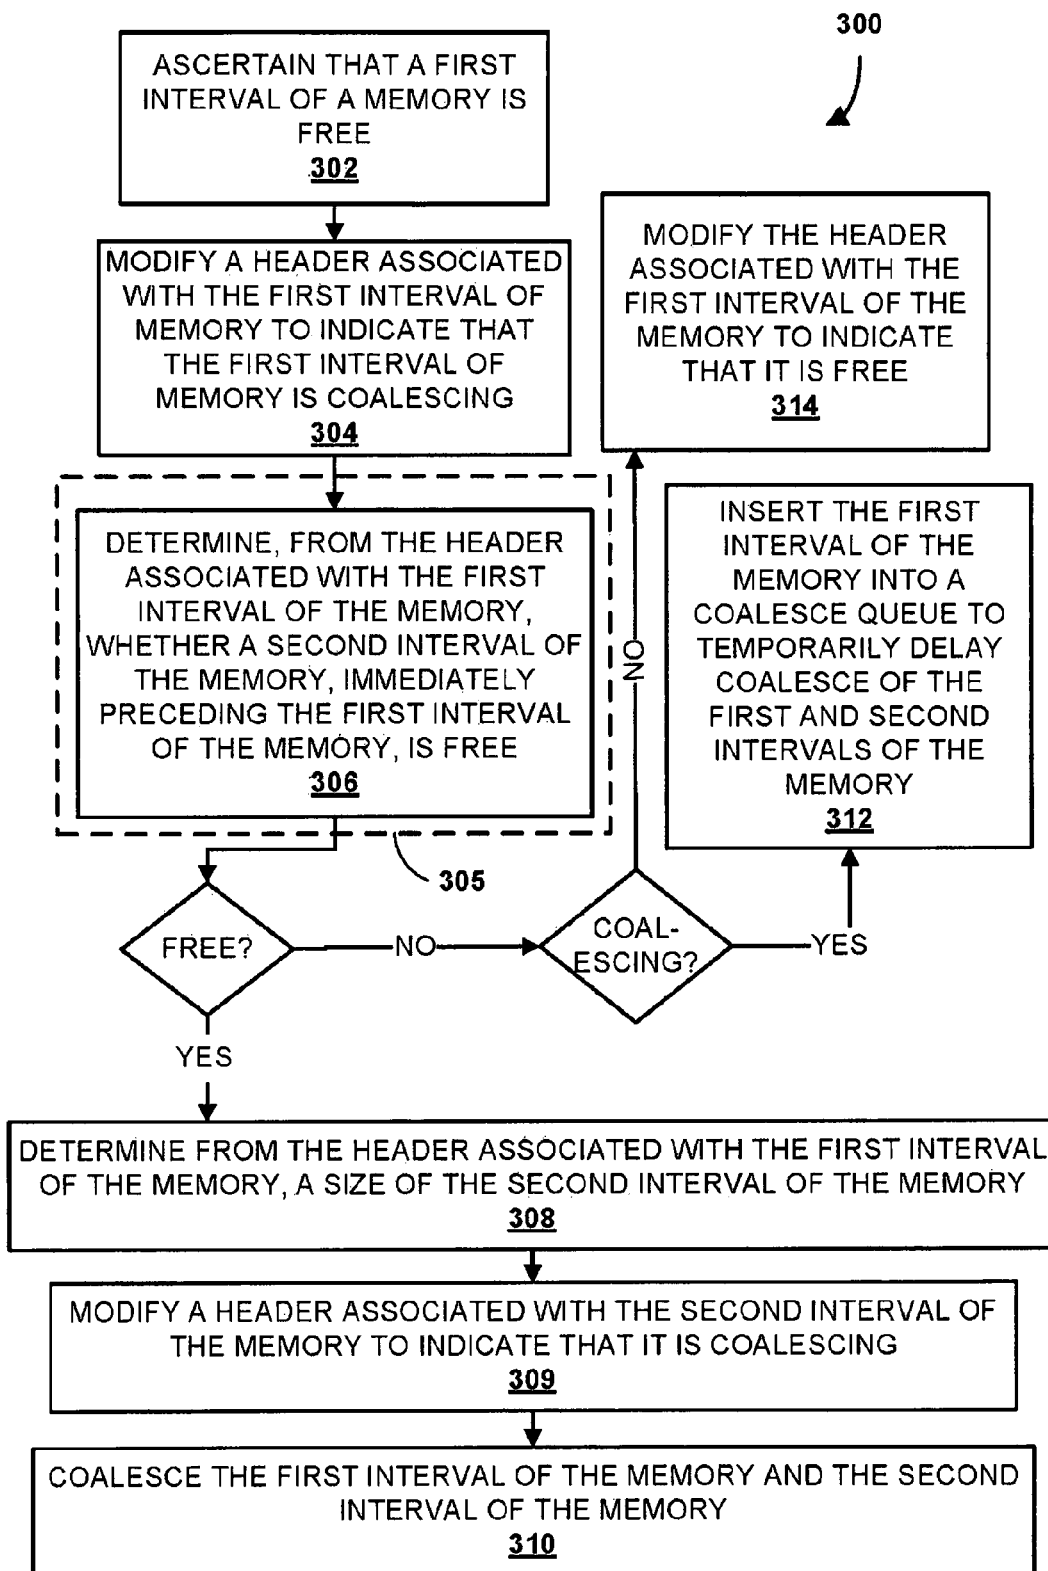 300
ASCERTAIN THAT A FIRST
INTERVAL OF A MEMORY IS
FREE
302
MODIFY A HEADER ASSOCIATED
WITH THE FIRST INTERVAL OF
MEMORY TO INDICATE THAT
THE FIRST INTERVAL OF
MEMORY IS COALESCING
304
MODIFY THE HEADER
ASSOCIATED WITH THE
FIRST INTERVAL OF THE
MEMORY TO INDICATE
THAT IT IS FREE
314
DETERMINE, FROM THE HEADER
ASSOCIATED WITH THE FIRST
INTERVAL OF THE MEMORY,
WHETHER A SECOND INTERVAL OF
THE MEMORY, IMMEDIATELY
PRECEDING THE FIRST INTERVAL
OF THE MEMORY, IS FREE
306
305
NO
INSERT THE FIRST
INTERVAL OF THE
MEMORY INTO A
COALESCE QUEUE TO
TEMPORARILY DELAY
COALESCE OF THE
FIRST AND SECOND
INTERVALS OF THE
MEMORY
312
FREE?
NO
COAL-
ESCING?
YES
YES
DETERMINE FROM THE HEADER ASSOCIATED WITH THE FIRST INTERVAL
OF THE MEMORY, A SIZE OF THE SECOND INTERVAL OF THE MEMORY
308
MODIFY A HEADER ASSOCIATED WITH THE SECOND INTERVAL OF
THE MEMORY TO INDICATE THAT IT IS COALESCING
309
COALESCE THE FIRST INTERVAL OF THE MEMORY AND THE SECOND
INTERVAL OF THE MEMORY
310